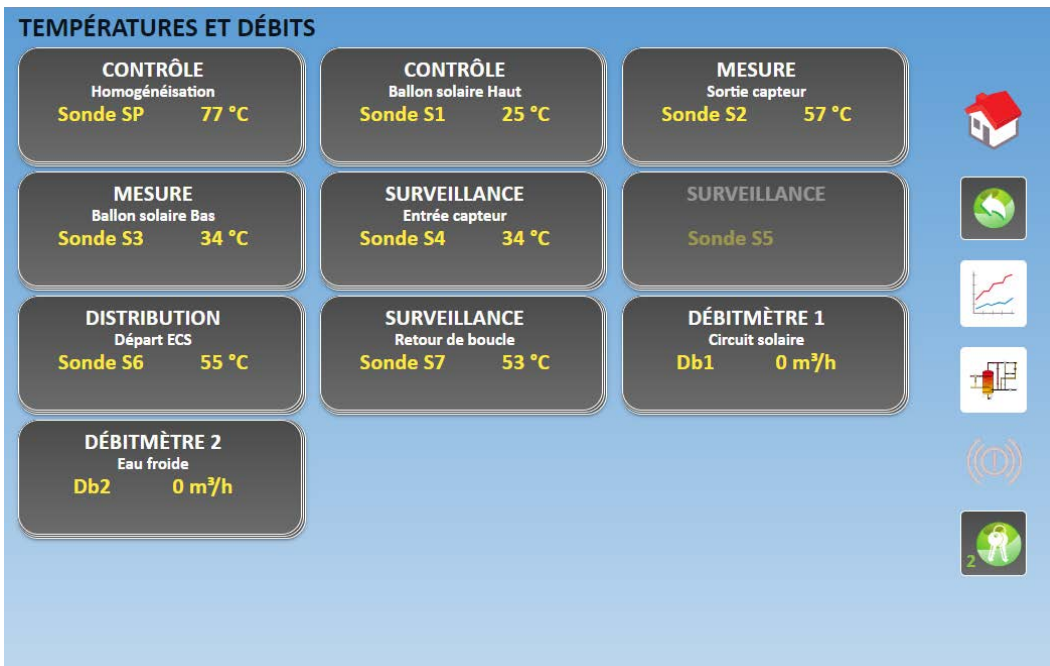 TEMPÉRATURES ET DÉBITS
CONTRÔLE
Homogénéisation
Sonde SP 77 °C
CONTRÔLE
Ballon solaire Haut
Sonde S1 25 °C
MESURE
Sortie capteur
Sonde S2 57 °C
MESURE
Ballon solaire Bas
Sonde S3 34 °C
SURVEILLANCE
Entrée capteur
Sonde S4 34 °C
SURVEILLANCE
Sonde S5
DISTRIBUTION
Départ ECS
Sonde S6 55 °C
SURVEILLANCE
Retour de boucle
Sonde S7 53 °C
DÉBITMÈTRE 1
Circuit solaire
Db1 0 m³/h
DÉBITMÈTRE 2
Eau froide
Db2 0 m³/h
2